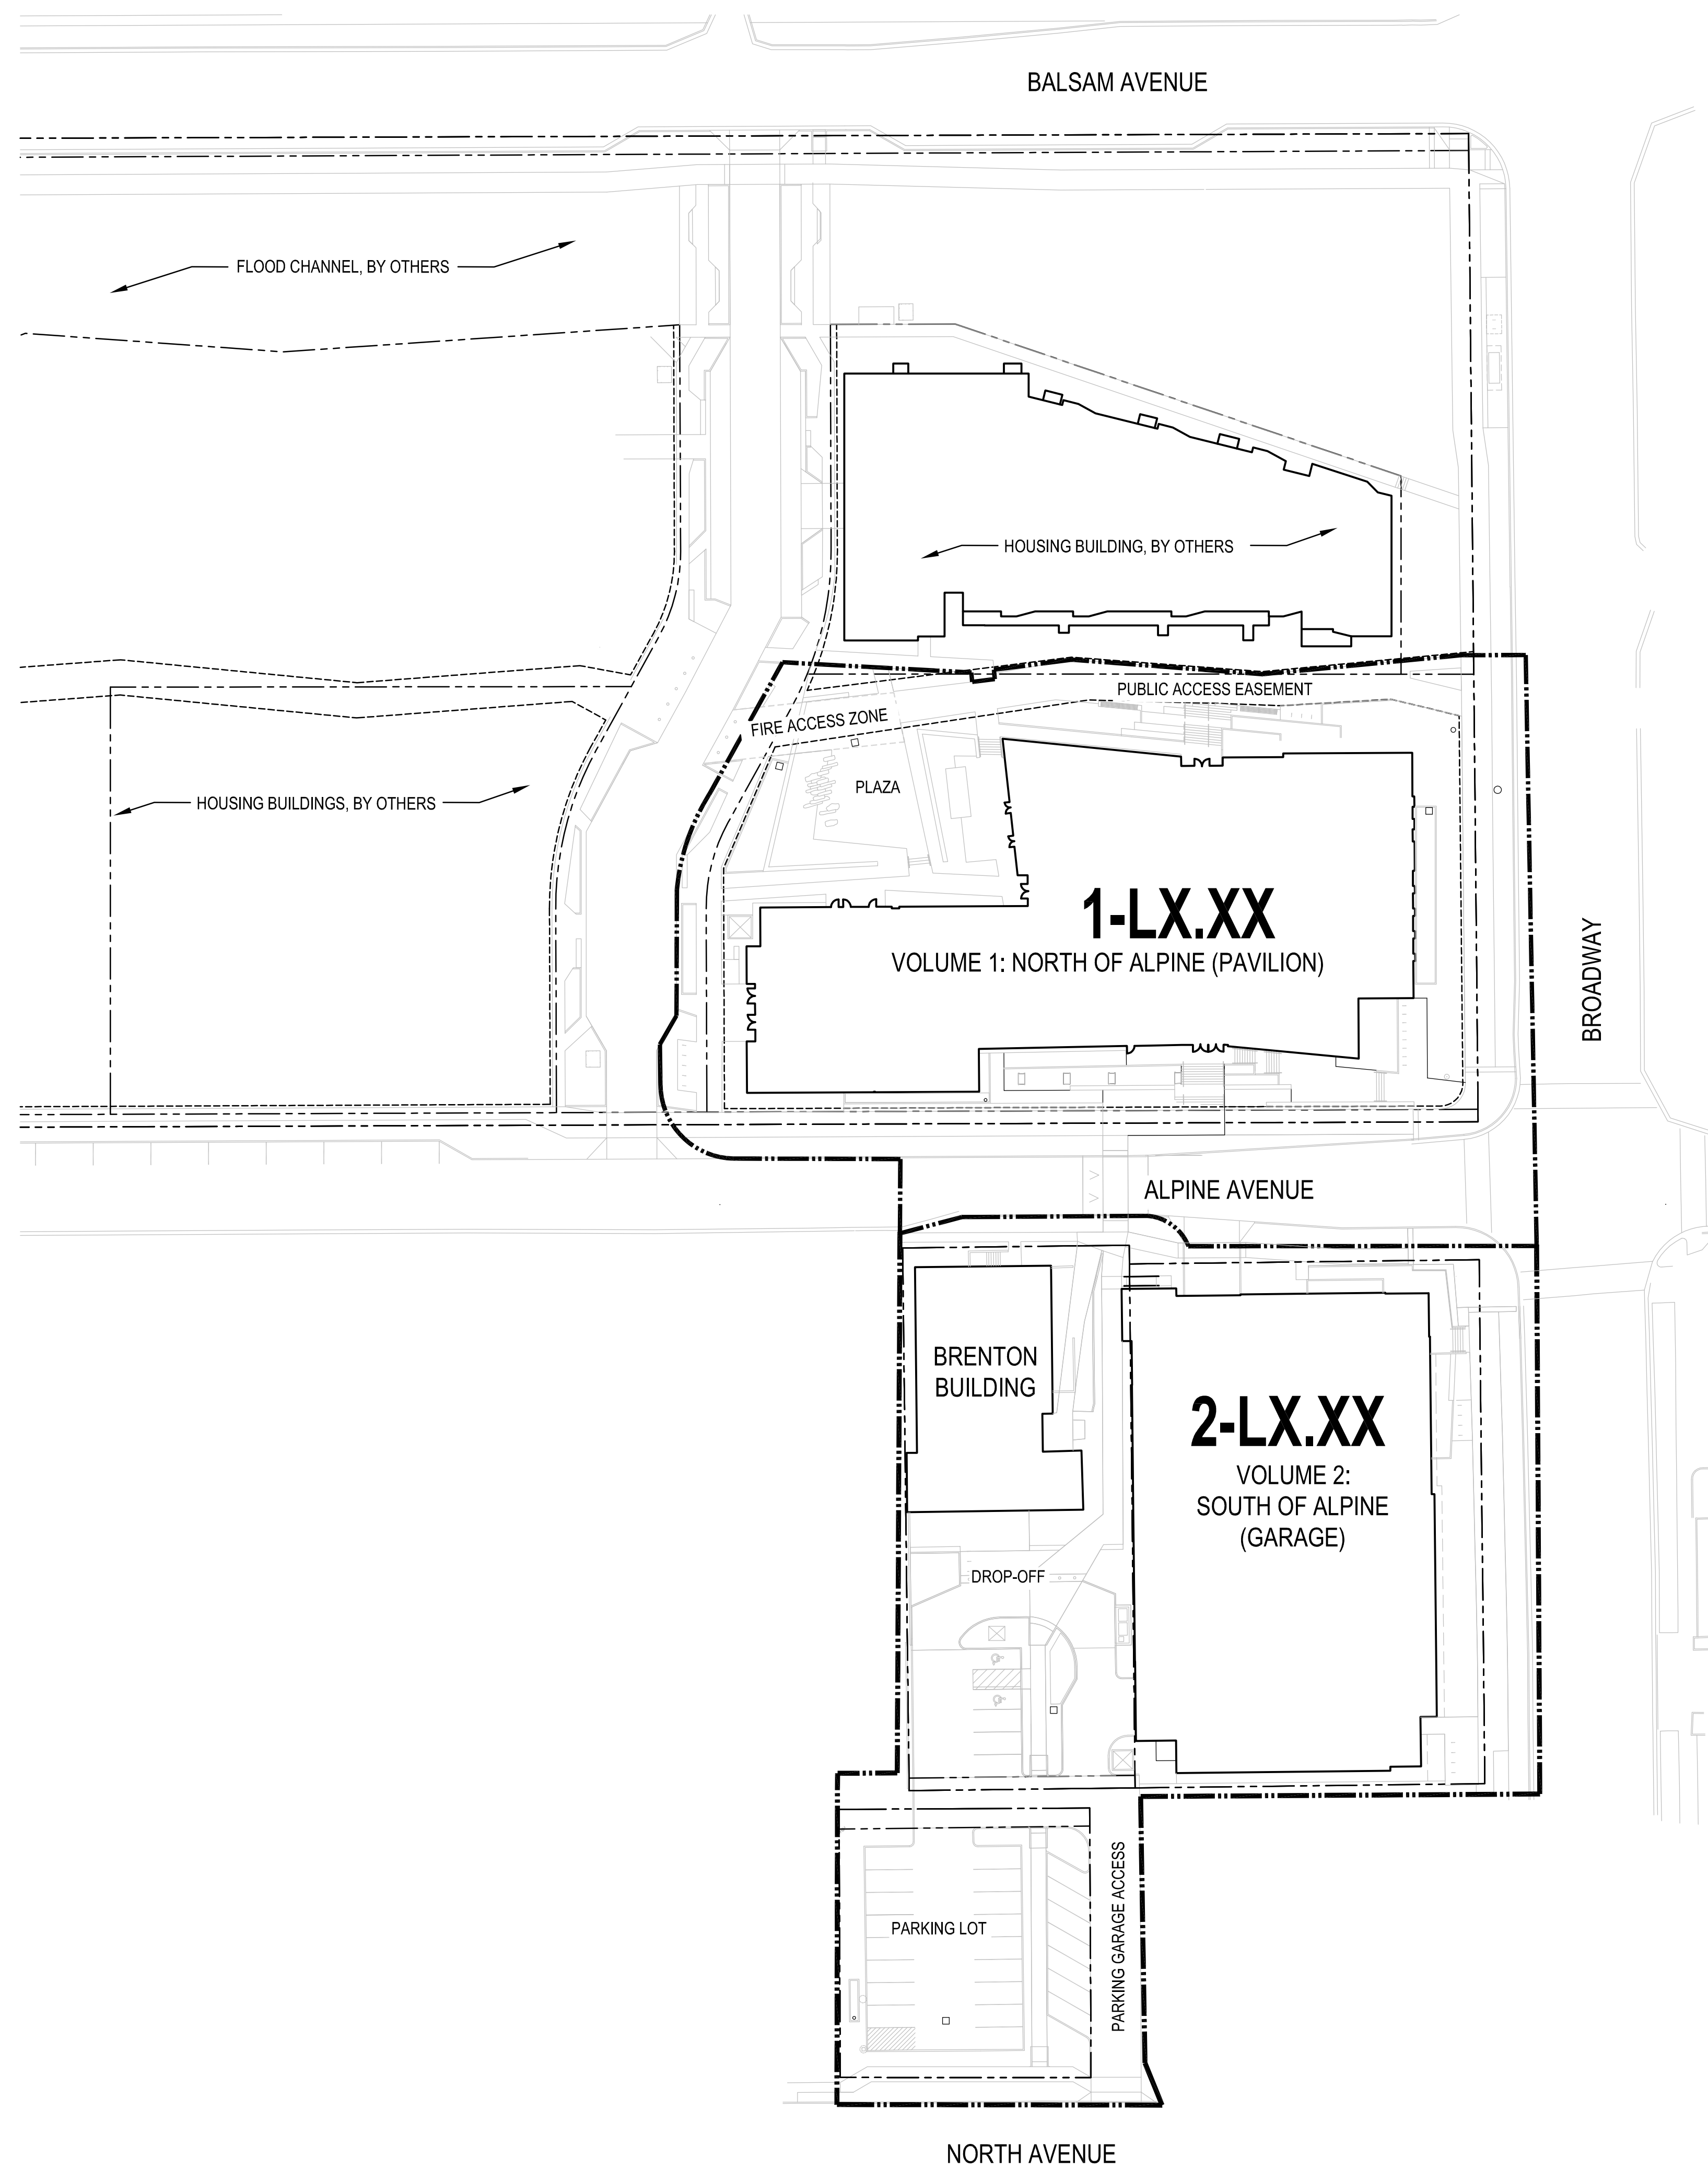 BALSAM AVENUE
FLOOD CHANNEL, BY OTHERS
HOUSING BUILDING, BY OTHERS
PUBLIC ACCESS EASEMENT
FIRE ACCESS ZONE
PLAZA
HOUSING BUILDINGS, BY OTHERS
1-LX.XX
VOLUME 1: NORTH OF ALPINE (PAVILION)
BROADWAY
ALPINE AVENUE
BRENTON
BUILDING
2-LX.XX
VOLUME 2:
SOUTH OF ALPINE
(GARAGE)
DROP-OFF
PARKING LOT
PARKING GARAGE ACCESS
NORTH AVENUE